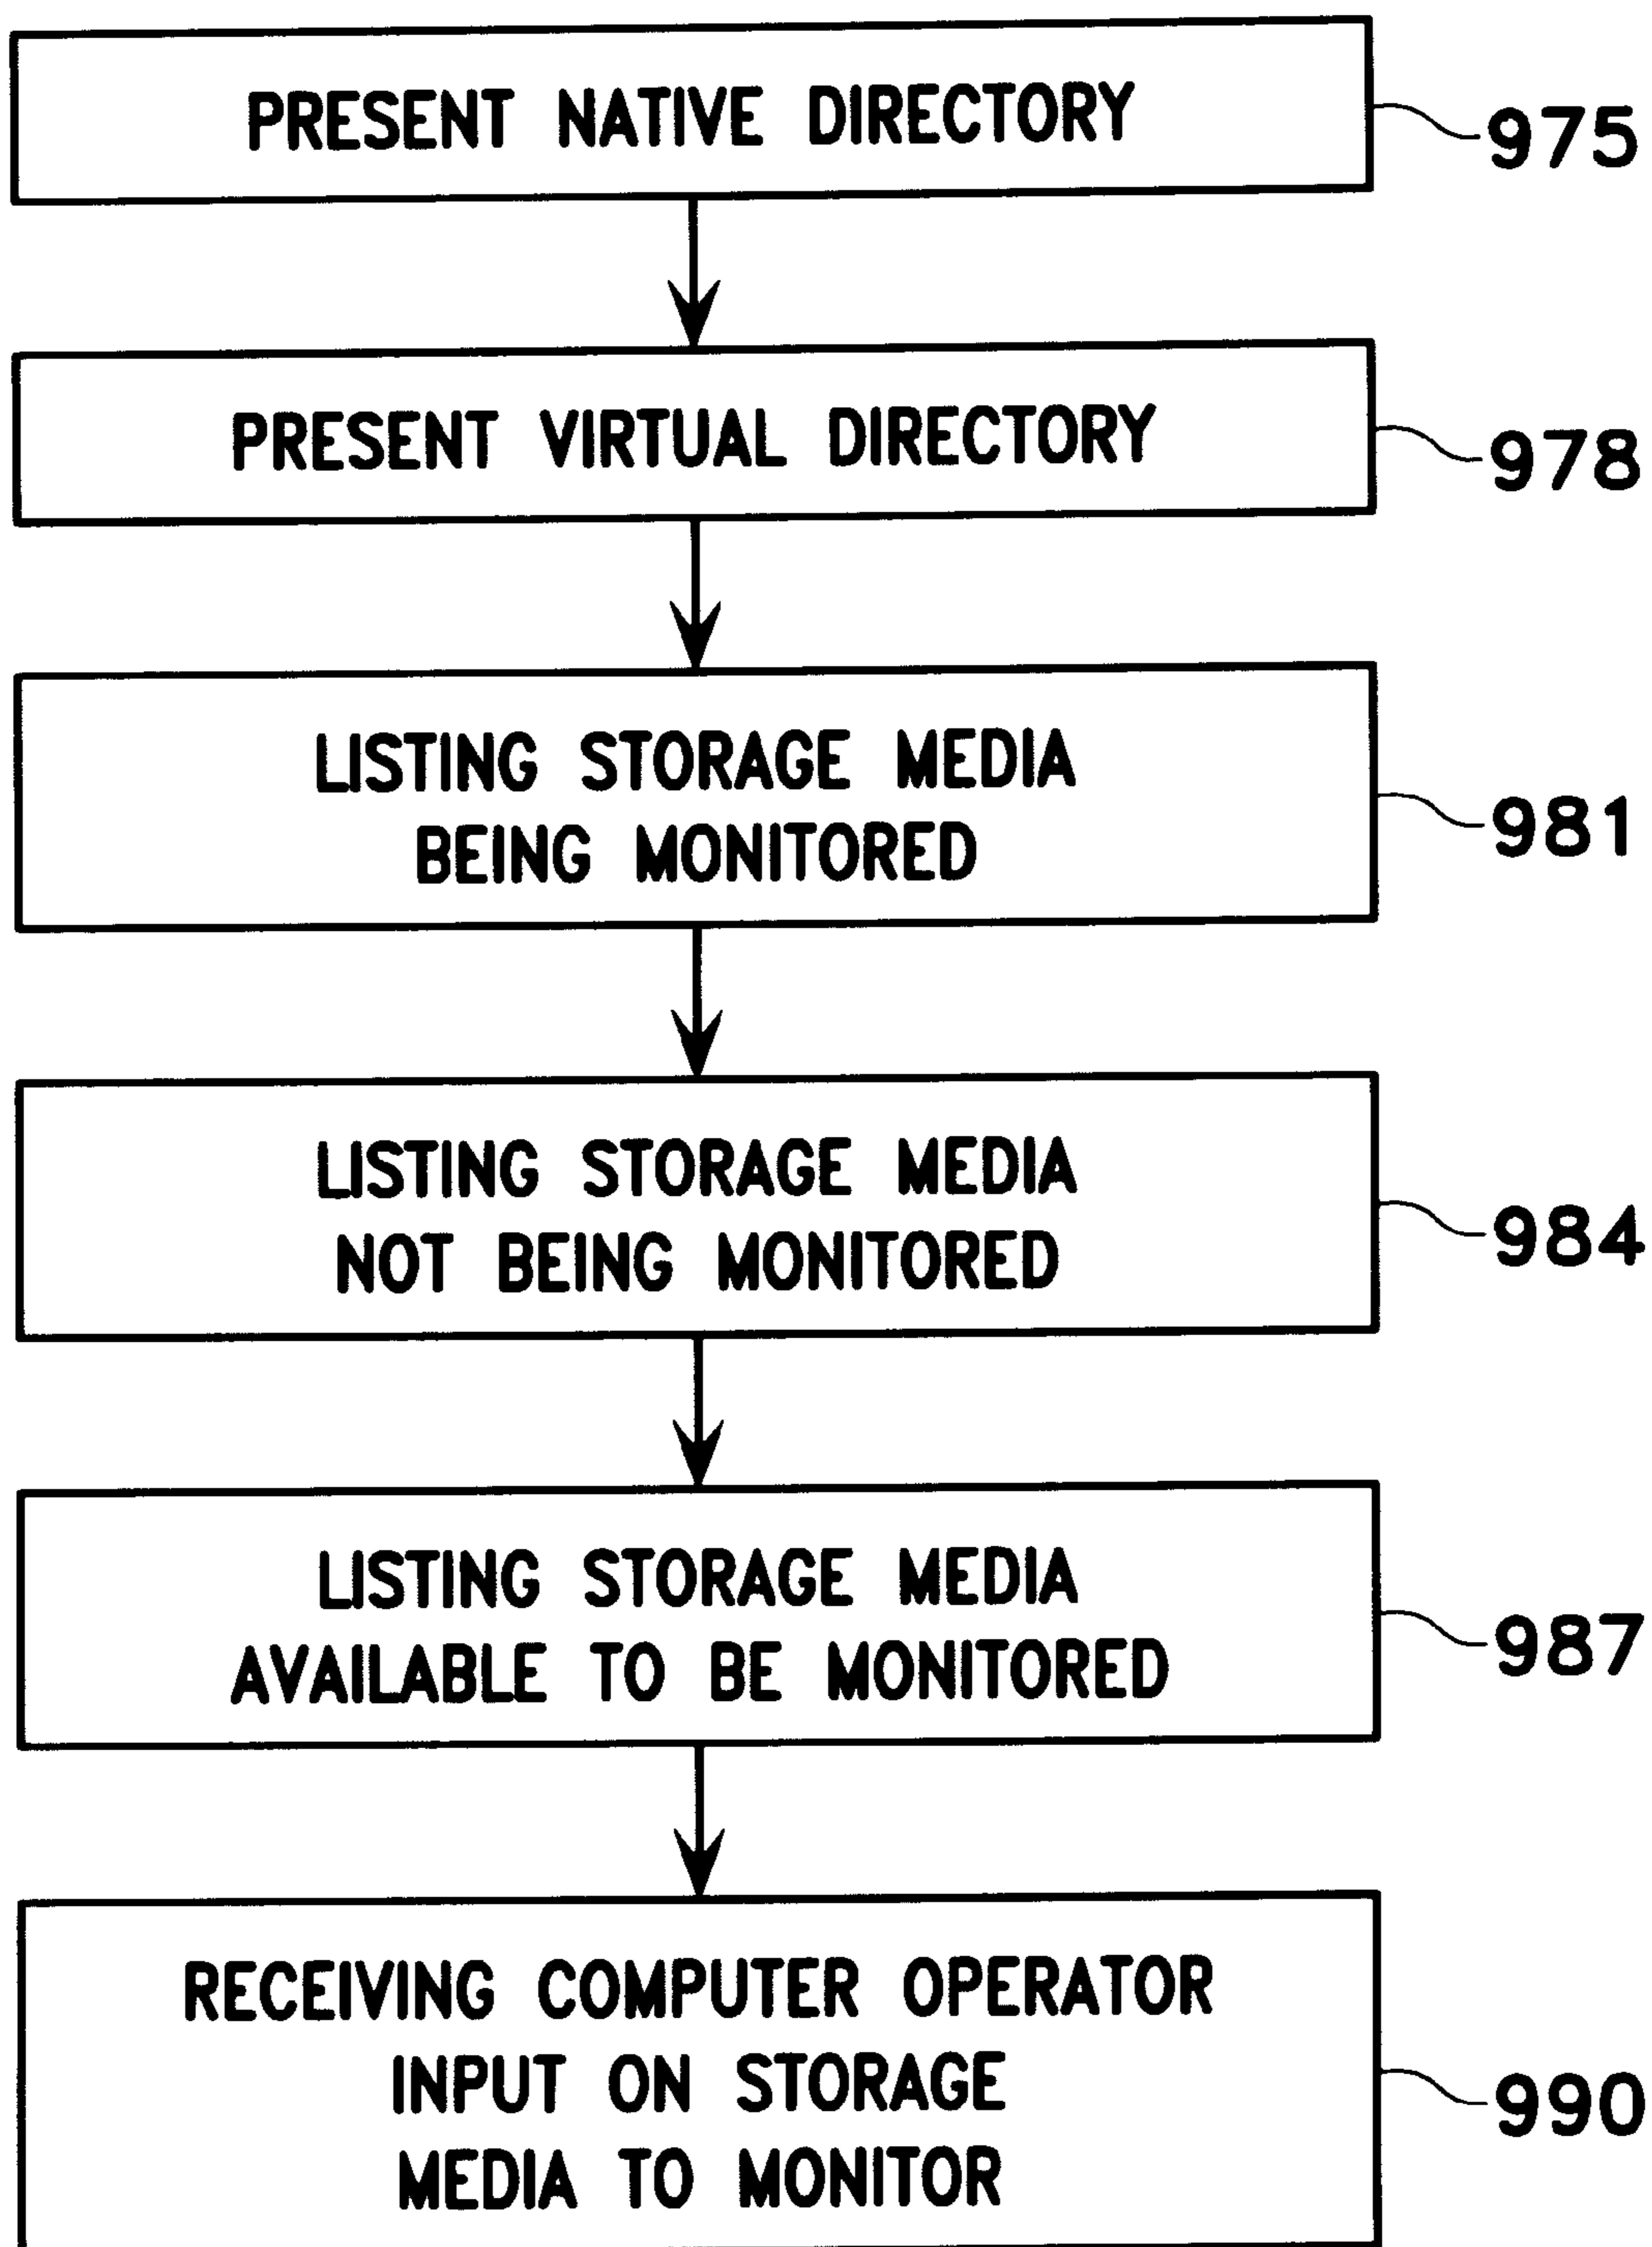 PRESENT NATIVE DIRECTORY
975
PRESENT VIRTUAL DIRECTORY
978
LISTING STORAGE MEDIA
BEING MONITORED
981
LISTING STORAGE MEDIA
NOT BEING MONITORED
984
LISTING STORAGE MEDIA
AVAILABLE TO BE MONITORED
987
RECEIVING COMPUTER OPERATOR
INPUT ON STORAGE
MEDIA TO MONITOR
990